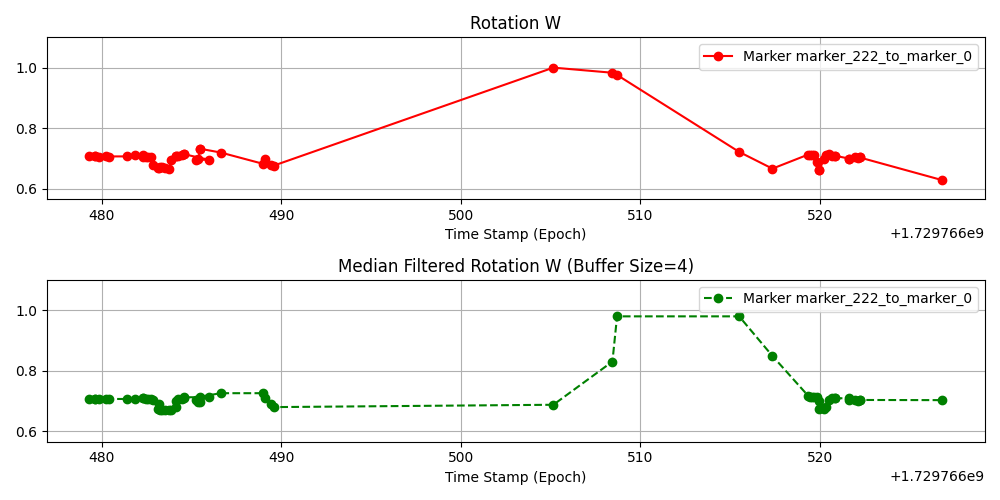 Rotation W
Marker marker_222_to_marker_0
1.0
0.8
0.6
480 490 500 510 520
Time Stamp (Epoch)
+1.729766e9
Median Filtered Rotation W (Buffer Size=4)
Marker marker_222_to_marker_0
1.0
0.8
0.6
480 490 500 510 520
Time Stamp (Epoch)
+1.729766e9